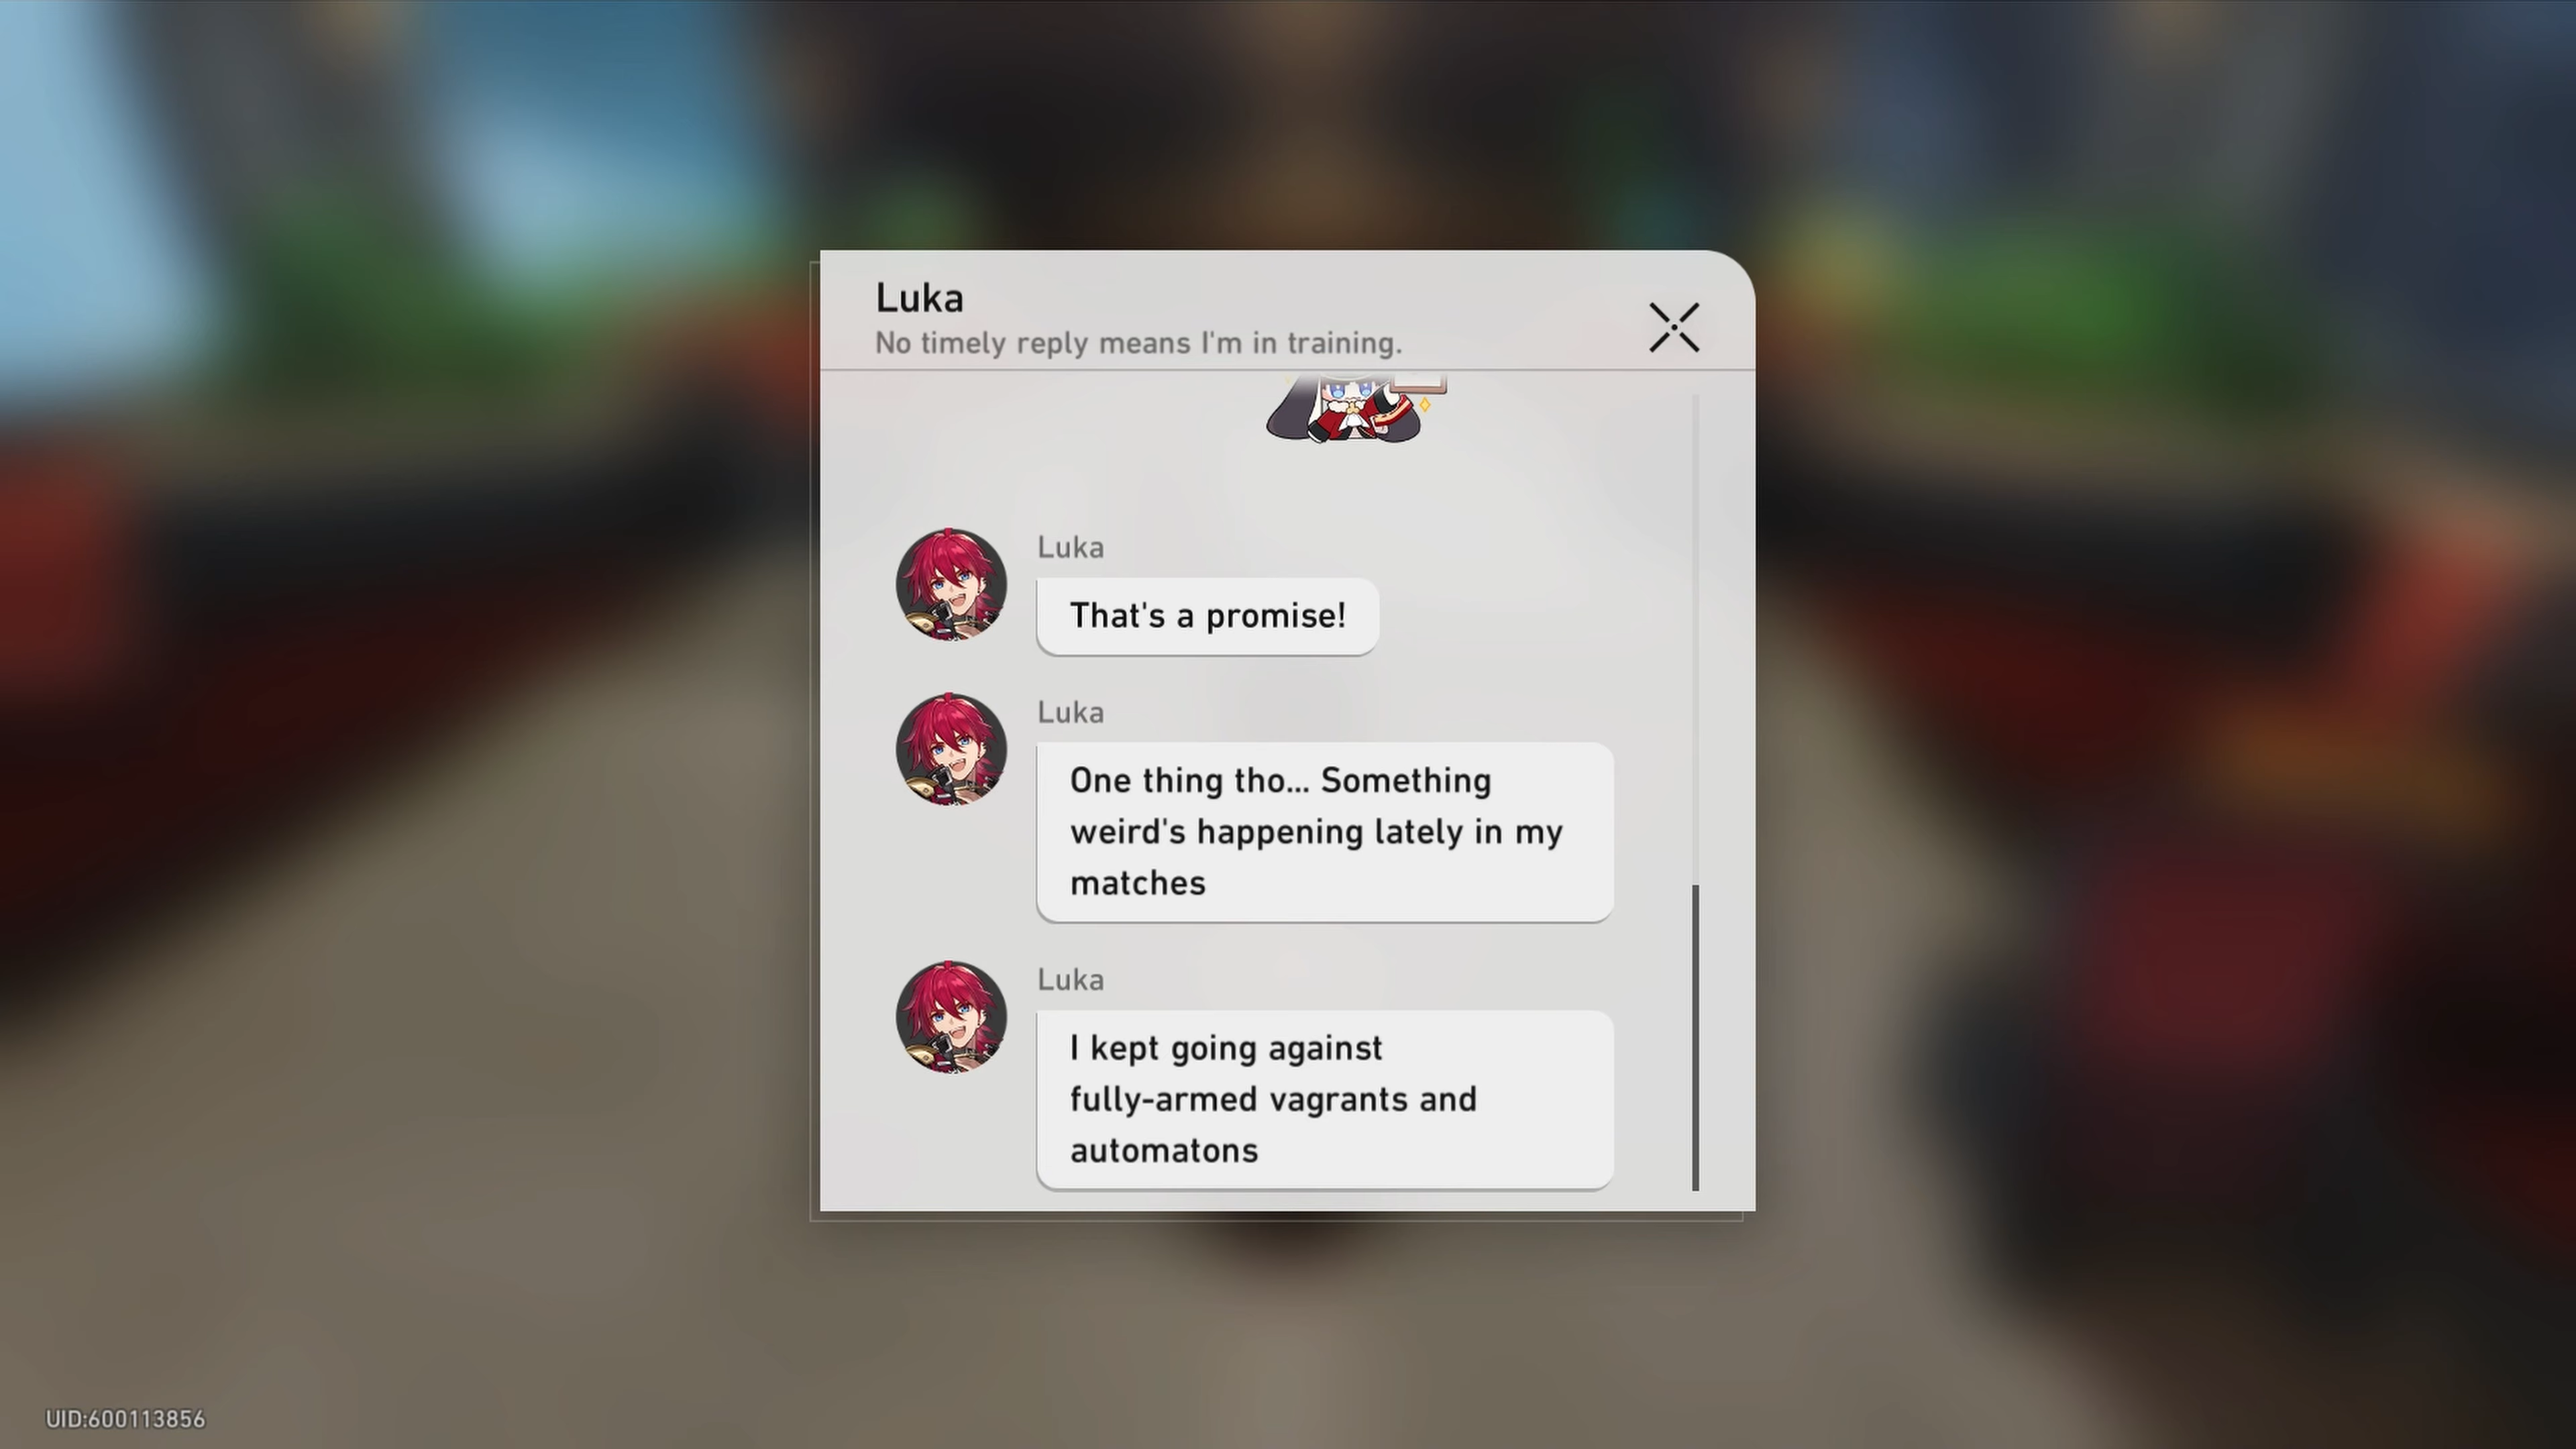 Luka
No timely reply means I'm in training.
Luka
That's a promise!
Luka
One thing tho... Something
weird's happening lately in my
matches
Luka
I kept going against
fully-armed vagrants and
automatons
UID:600113856